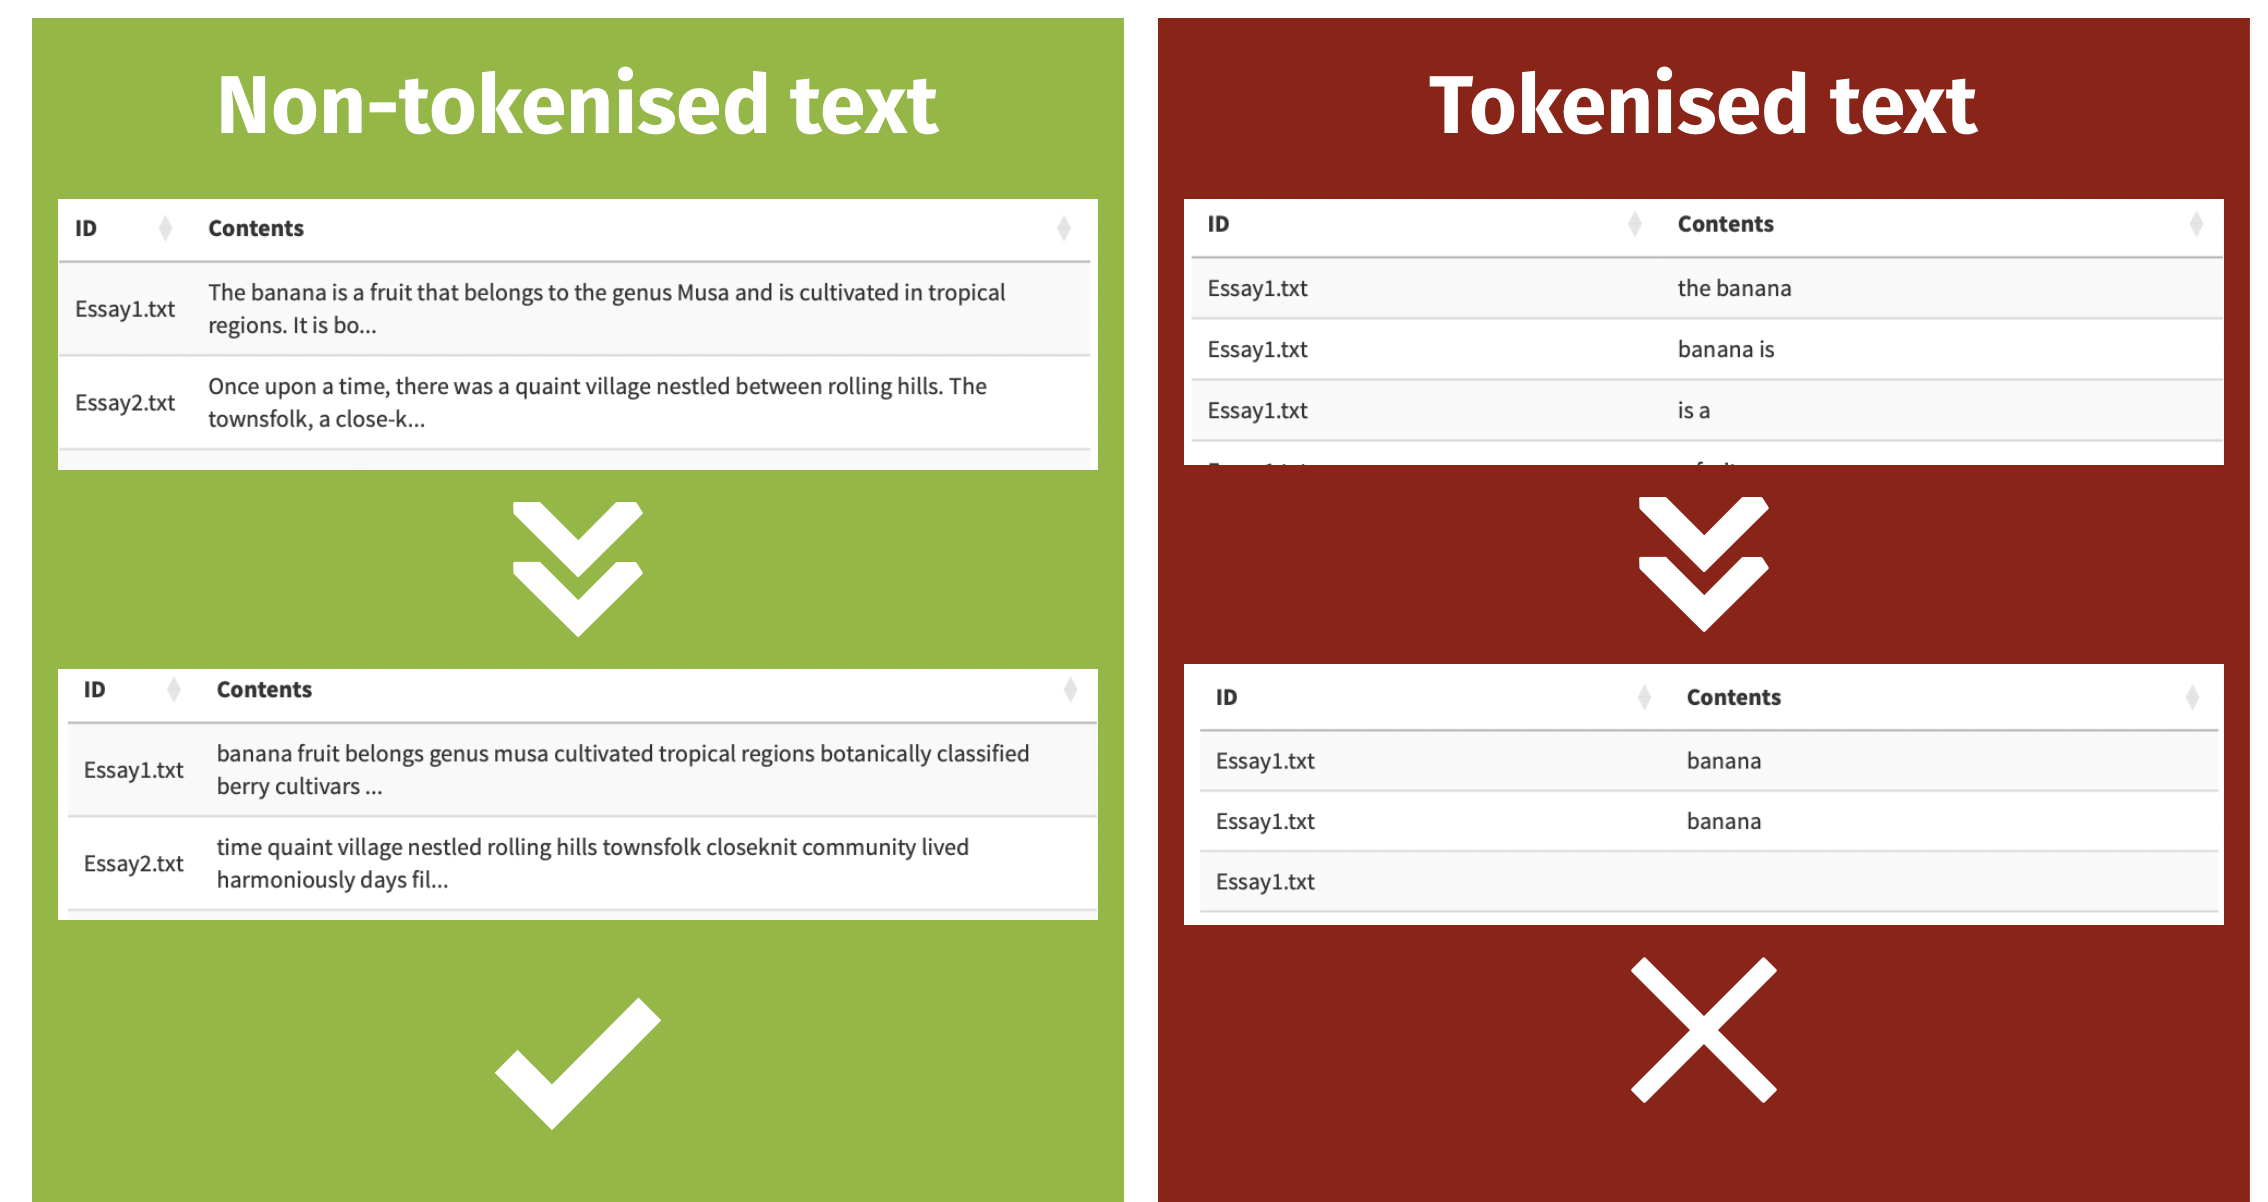 Non-tokenised text
ID Contents
Essay1.txt
The banana is a fruit that belongs to the genus Musa and is cultivated in tropical
regions. It is bo...
Essay2.txt
Once upon a time, there was a quaint village nestled between rolling hills. The
townsfolk, a close-k...
ID Contents
Essay1.txt
banana fruit belongs genus musa cultivated tropical regions botanically classified
berry cultivars ...
Essay2.txt
time quaint village nestled rolling hills townsfolk closeknit community lived
harmoniously days fil...
Tokenised text
ID Contents
Essay1.txt the banana
Essay1.txt banana is
Essay1.txt is a
ID Contents
Essay1.txt banana
Essay1.txt banana
Essay1.txt